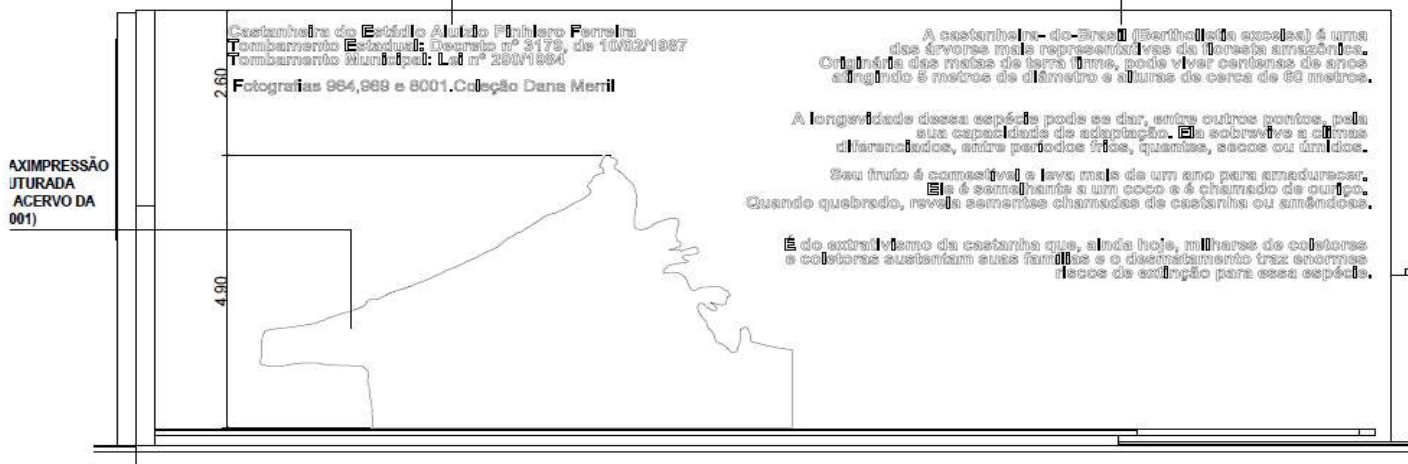 Castanheira do Estádio Aluizio Pinhiero Ferreira
Tombamento Estadual: Decreto nº 3179, de 10/02/1987
Tombamento Municipal: Lei nº 290/1984
Fotografias 964,969 e 8001.Coleção Dana Merril
2.60
4.90
AXIMPRESSÃO
UTURADA
ACERVO DA
001)
A castanheira- do-Brasil (Bertholletia excelsa) é uma
das árvores mais representativas da floresta amazônica.
Originária das matas de terra firme, pode viver centenas de anos
atingindo 5 metros de diâmetro e alturas de cerca de 60 metros.
A longevidade dessa espécie pode se dar, entre outros pontos, pela
sua capacidade de adaptação. Ela sobrevive a climas
diferenciados, entre períodos frios, quentes, secos ou úmidos.
Seu fruto é comestível e leva mais de um ano para amadurecer.
Ele é semelhante a um coco e é chamado de ouriço.
Quando quebrado, revela sementes chamadas de castanha ou amêndoas.
É do extrativismo da castanha que, ainda hoje, milhares de coletores
e coletoras sustentam suas famílias e o desmatamento traz enormes
riscos de extinção para essa espécie.